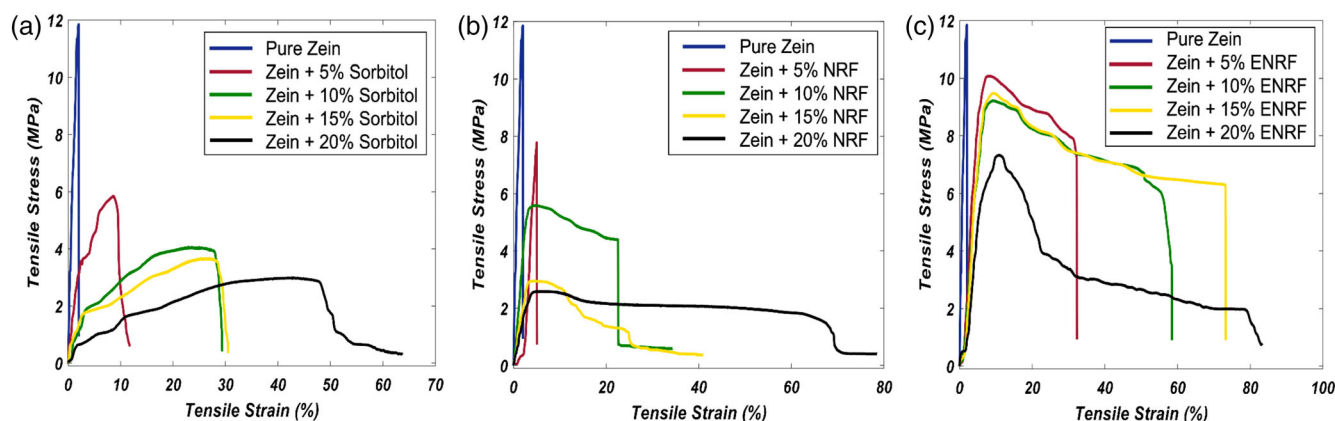 (a)
12
10
8
6
4
2
0
Tensile Stress (MPa)
Pure Zein
Zein + 5% Sorbitol
Zein + 10% Sorbitol
Zein + 15% Sorbitol
Zein + 20% Sorbitol
0 10 20 30 40 50 60 70
Tensile Strain (%)
(b)
12
10
8
6
4
2
0
Tensile Stress (MPa)
Pure Zein
Zein + 5% NRF
Zein + 10% NRF
Zein + 15% NRF
Zein + 20% NRF
0 20 40 60 80
Tensile Strain (%)
(c)
12
10
8
6
4
2
0
Tensile Stress (MPa)
Pure Zein
Zein + 5% ENRF
Zein + 10% ENRF
Zein + 15% ENRF
Zein + 20% ENRF
0 20 40 60 80 100
Tensile Strain (%)